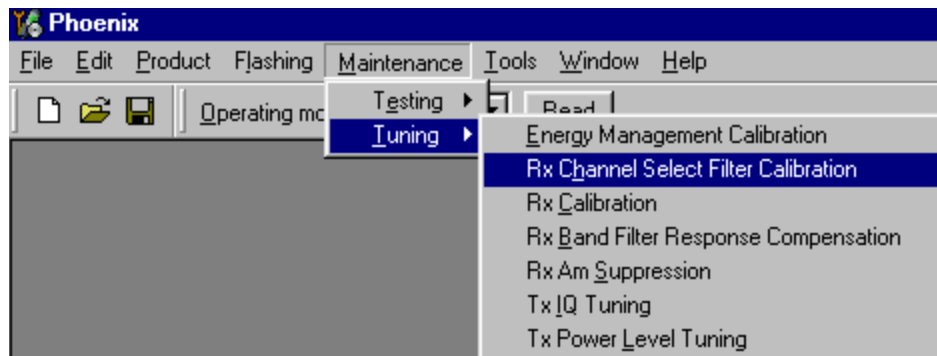 Phoenix
File Edit Product Flashing Maintenance Tools Window Help
Operating mo Read
Testing
Tuning
Energy Management Calibration
Rx Channel Select Filter Calibration
Rx Calibration
Rx Band Filter Response Compensation
Rx Am Suppression
Tx IQ Tuning
Tx Power Level Tuning